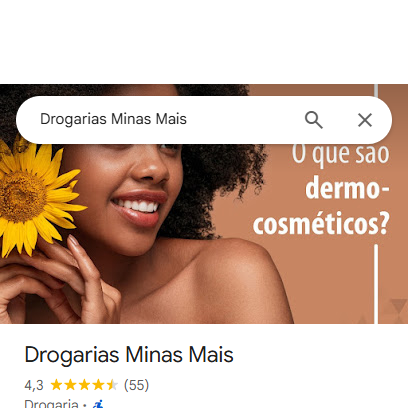 Drogarias Minas Mais
O que são
dermo-
cosméticos?
Drogarias Minas Mais
4,3 (55)
Drogaria ·